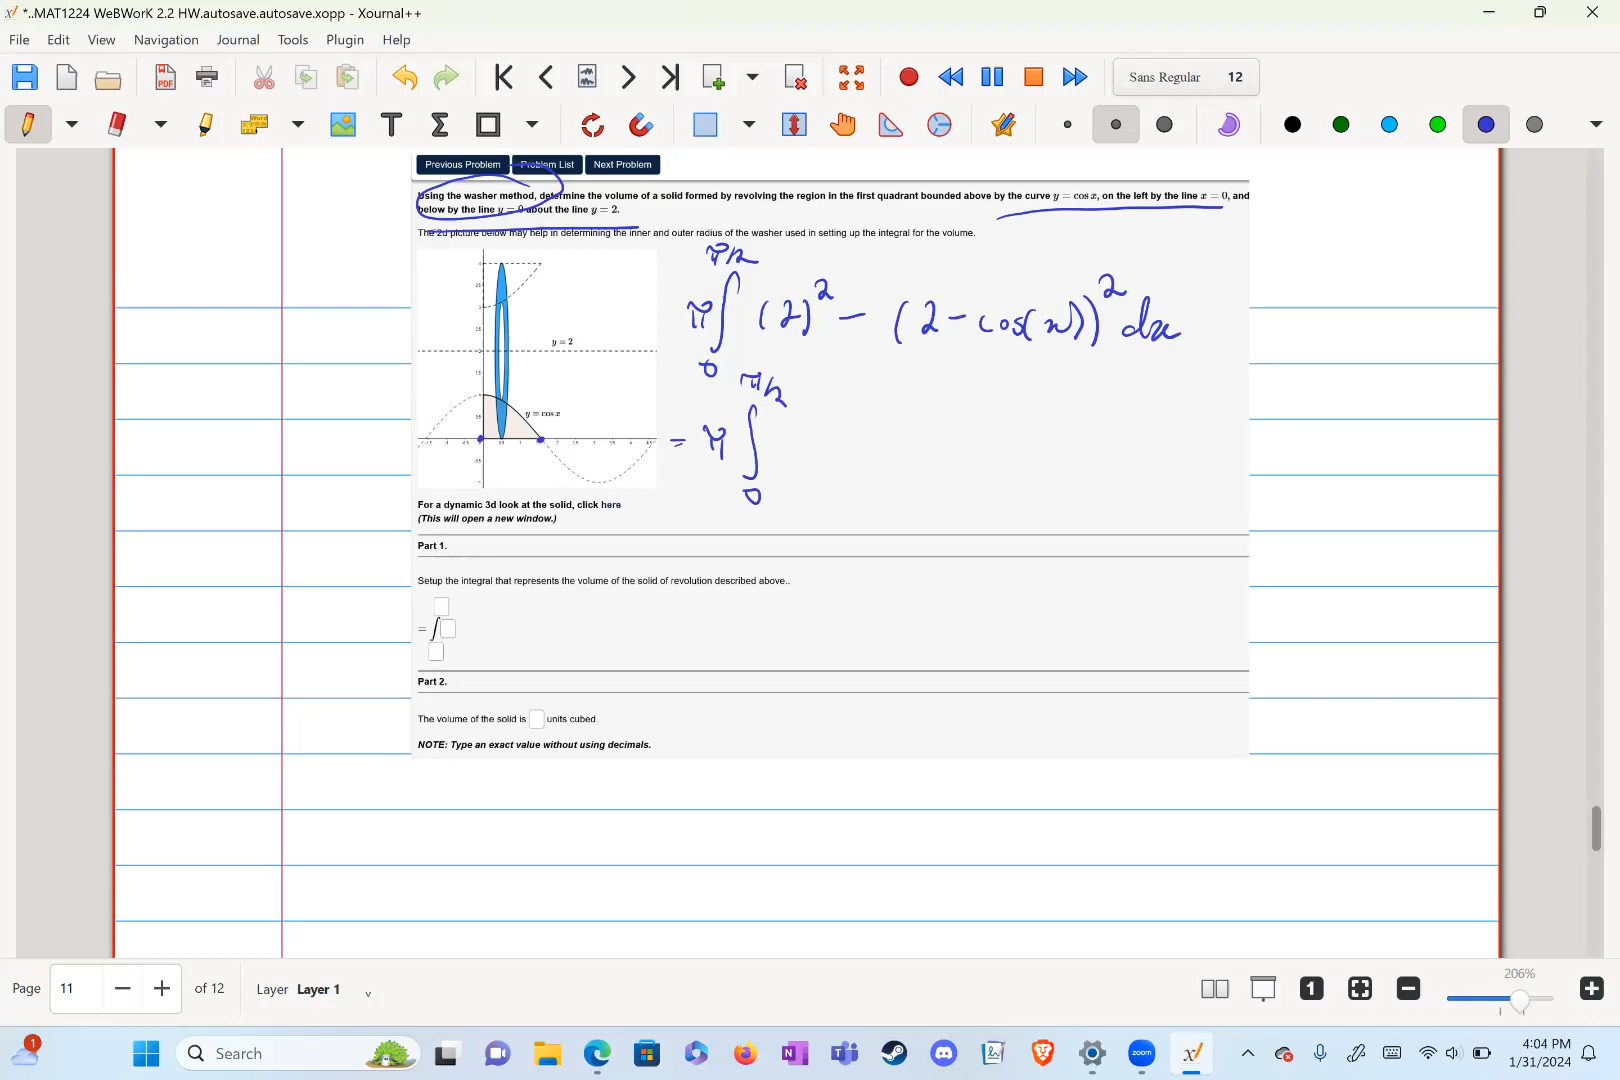 *..MAT1224 WeBWorK 2.2 HW.autosave.autosave.xopp - Xournal++
File Edit View Navigation Journal Tools Plugin Help
Sans Regular 12
Previous Problem Problem List Next Problem
Using the washer method, determine the volume of a solid formed by revolving the region in the first quadrant bounded above by the curve y = cos x, on the left by the line x = 0, and
below by the line y = 0 about the line y = 2.
The 2d picture below may help in determining the inner and outer radius of the washer used in setting up the integral for the volume.
π ∫ (2)² − (2 − cos(x))² dx
π/2
0
y = 2
y = cos x
= π ∫
π/2
0
For a dynamic 3d look at the solid, click here
(This will open a new window.)
Part 1.
Setup the integral that represents the volume of the solid of revolution described above..
= ∫
Part 2.
The volume of the solid is units cubed.
NOTE: Type an exact value without using decimals.
Page 11 of 12 Layer Layer 1
206%
1
Search
zoom
4:04 PM
1/31/2024